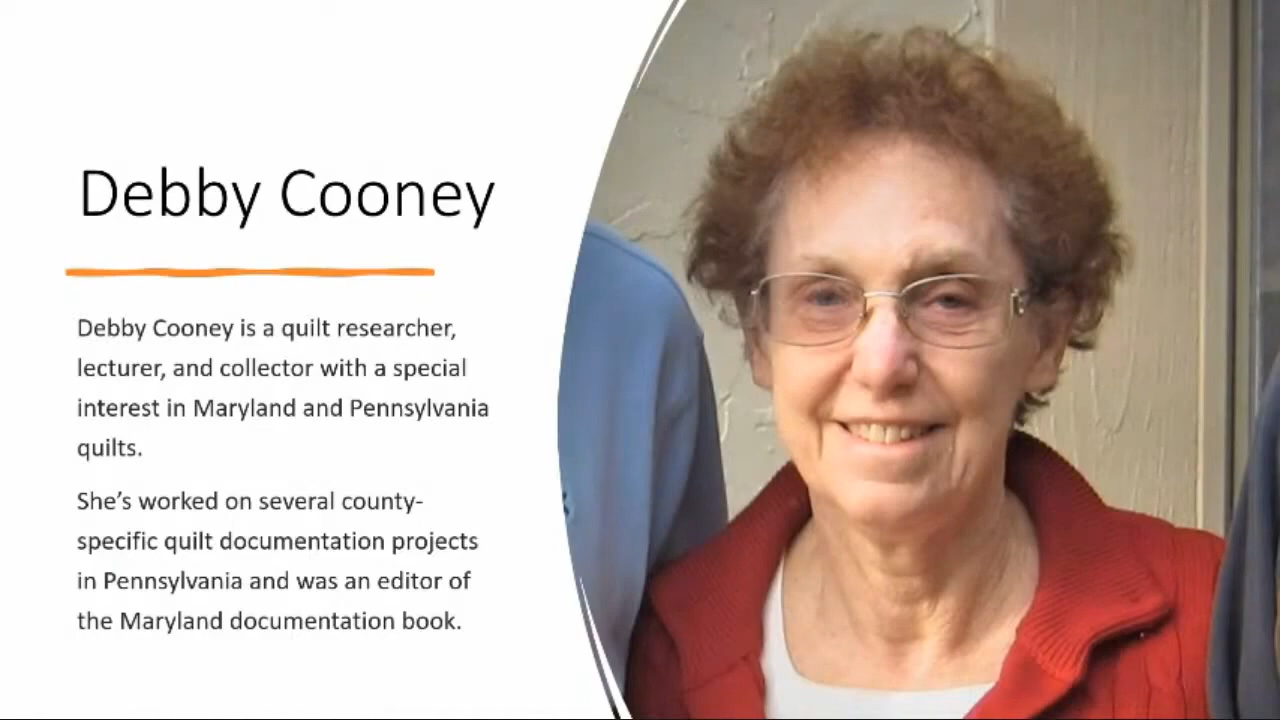 Debby Cooney
Debby Cooney is a quilt researcher,
lecturer, and collector with a special
interest in Maryland and Pennsylvania
quilts.
She’s worked on several county-
specific quilt documentation projects
in Pennsylvania and was an editor of
the Maryland documentation book.